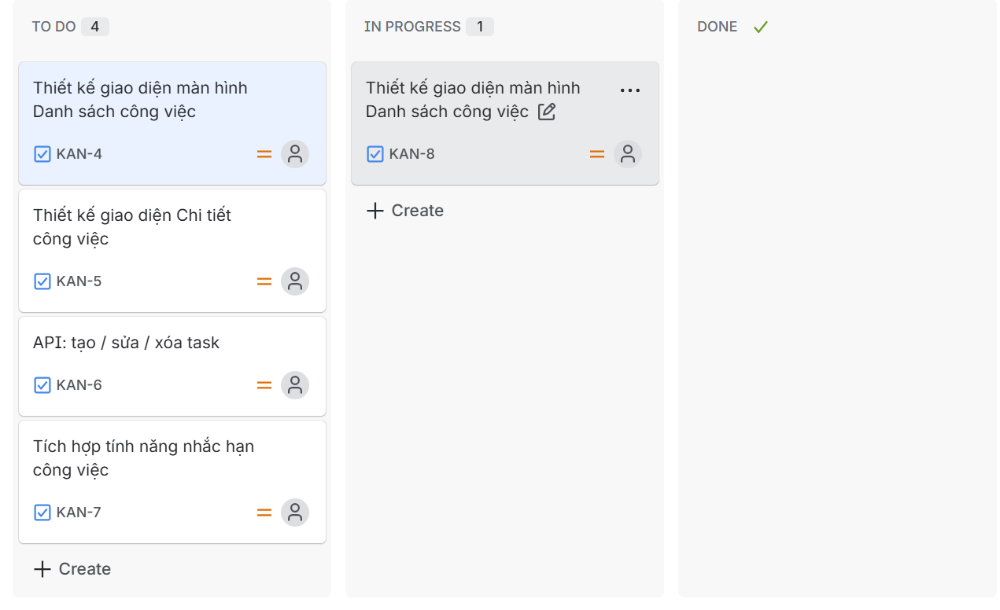 TO DO 4
Thiết kế giao diện màn hình
Danh sách công việc
KAN-4
Thiết kế giao diện Chi tiết
công việc
KAN-5
API: tạo / sửa / xóa task
KAN-6
Tích hợp tính năng nhắc hạn
công việc
KAN-7
Create
IN PROGRESS 1
Thiết kế giao diện màn hình
Danh sách công việc
KAN-8
Create
DONE